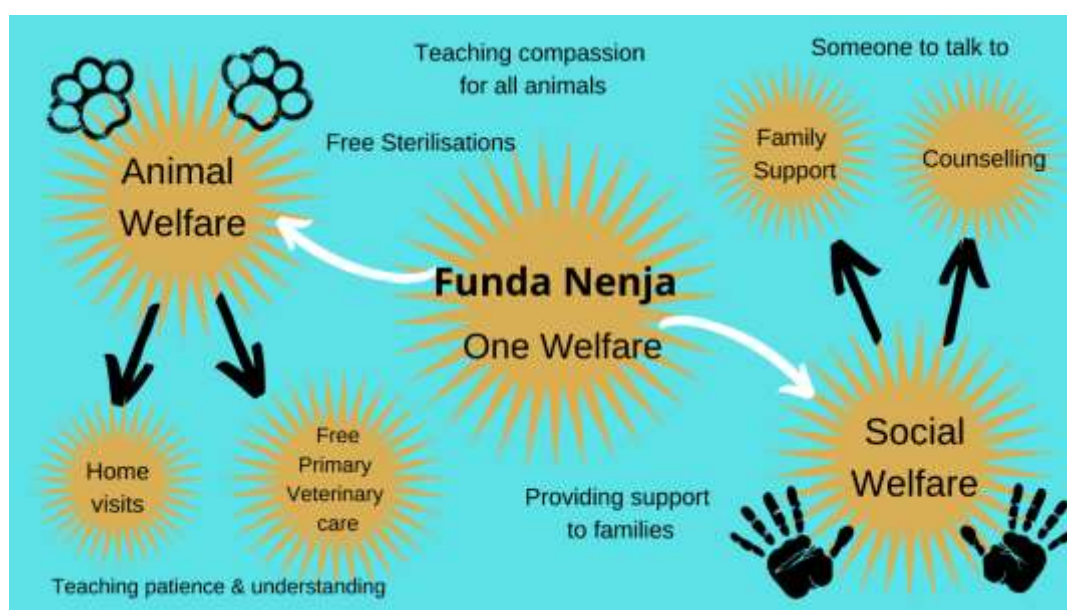 Teaching compassion
for all animals
Someone to talk to
Free Sterilisations
Animal
Welfare
Family
Support
Counselling
Funda Nenja
One Welfare
Home
visits
Free
Primary
Veterinary
care
Social
Welfare
Providing support
to families
Teaching patience & understanding